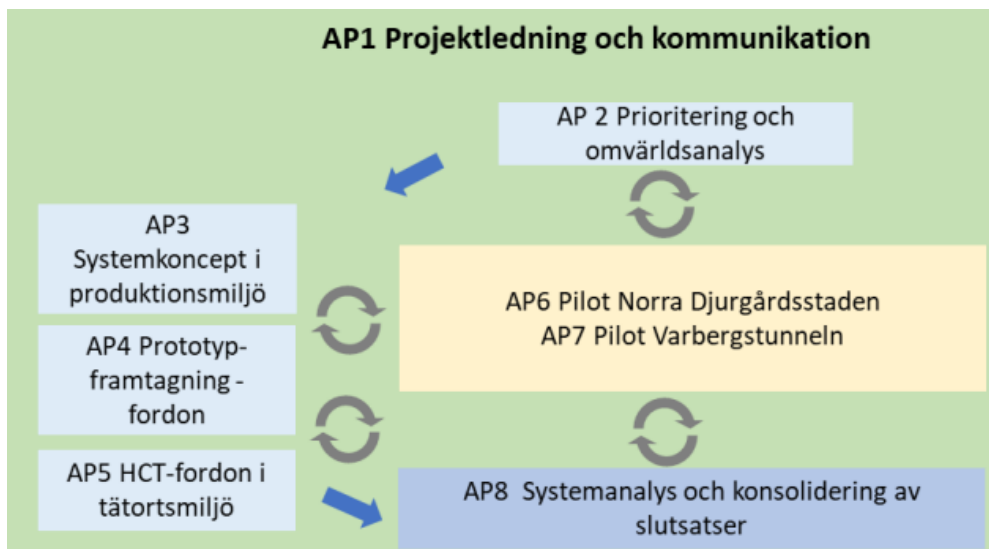 AP1 Projektledning och kommunikation
AP 2 Prioritering och
omvärldsanalys
AP3
Systemkoncept i
produktionsmiljö
AP4 Prototyp-
framtagning -
fordon
AP5 HCT-fordon i
tätortsmiljö
AP6 Pilot Norra Djurgårdsstaden
AP7 Pilot Varbergstunneln
AP8  Systemanalys och konsolidering av
slutsatser